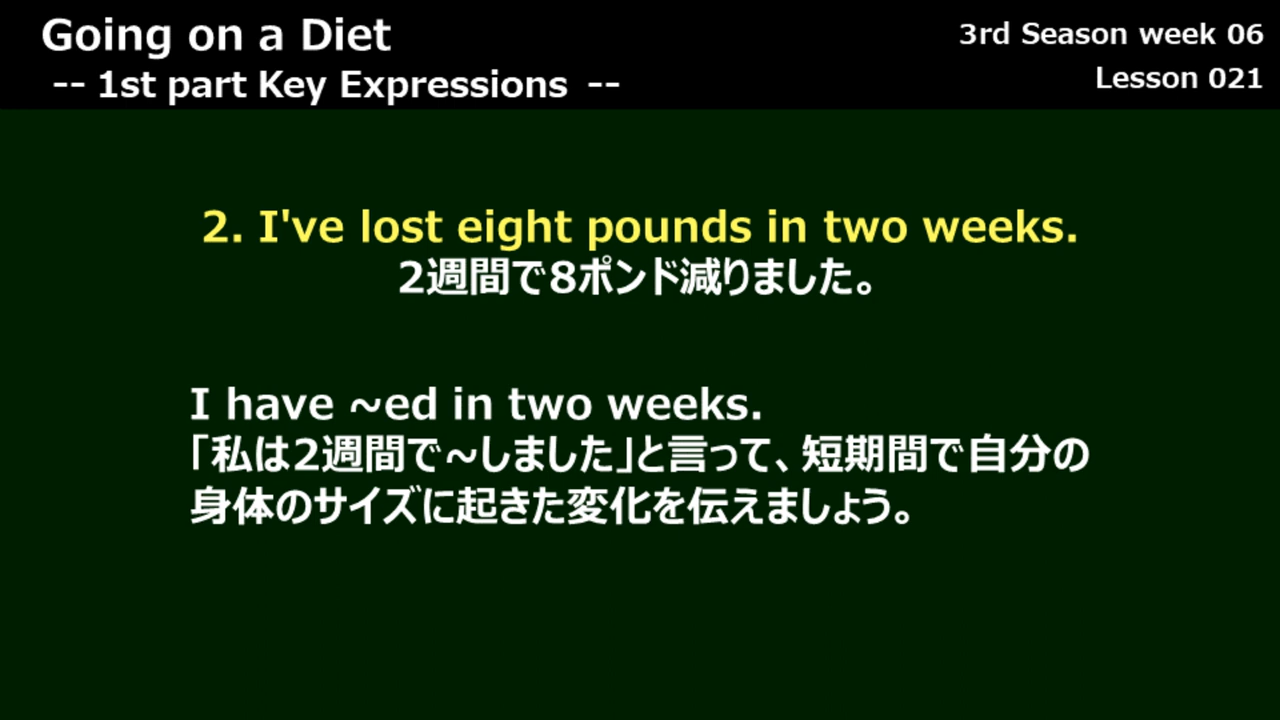 Going on a Diet
-- 1st part Key Expressions --
3rd Season week 06
Lesson 021
2. I've lost eight pounds in two weeks.
2週間で8ポンド減りました。
I have ~ed in two weeks.
「私は2週間で~しました」と言って、短期間で自分の
身体のサイズに起きた変化を伝えましょう。